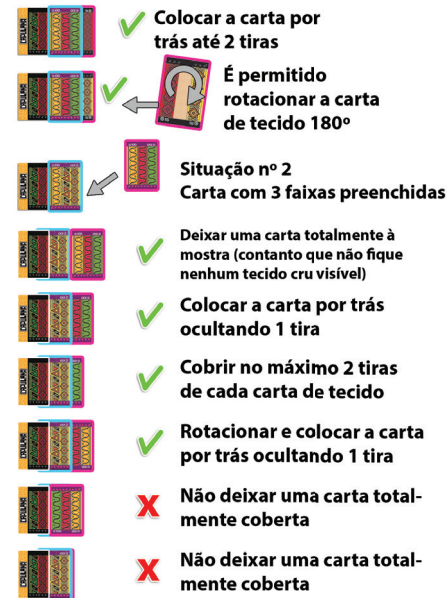 Colocar a carta por
trás até 2 tiras
É permitido
rotacionar a carta
de tecido 180º
Situação nº 2
Carta com 3 faixas preenchidas
Deixar uma carta totalmente à
mostra (contanto que não fique
nenhum tecido cru visível)
Colocar a carta por trás
ocultando 1 tira
Cobrir no máximo 2 tiras
de cada carta de tecido
Rotacionar e colocar a carta
por trás ocultando 1 tira
Não deixar uma carta total-
mente coberta
Não deixar uma carta total-
mente coberta